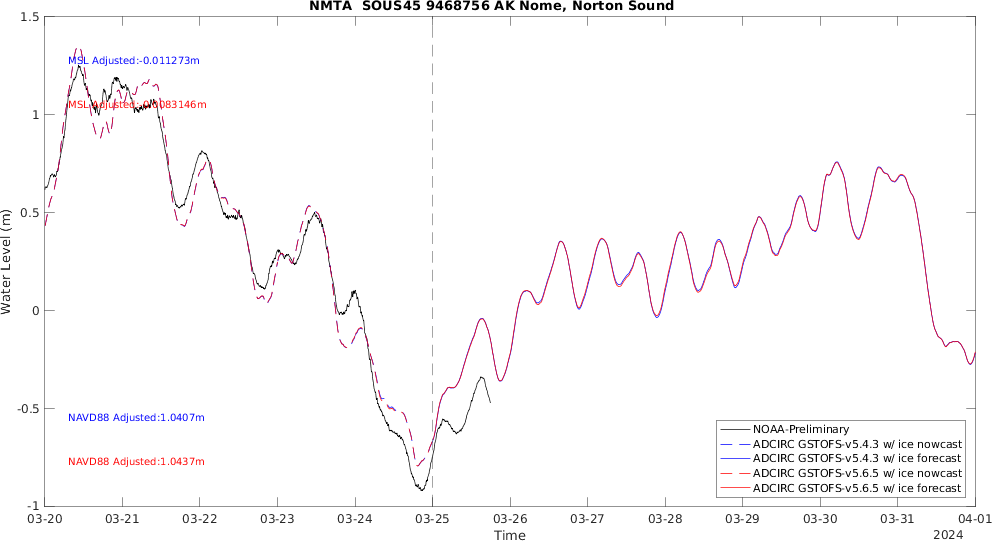 NMTA SOUS45 9468756 AK Nome, Norton Sound
1.5
MSL Adjusted:-0.011273m
MSL Adjusted:-0.0083146m
1
0.5
Water Level (m)
0
-0.5
NAVD88 Adjusted:1.0407m
NAVD88 Adjusted:1.0437m
-1
NOAA-Preliminary
ADCIRC GSTOFS-v5.4.3 w/ ice nowcast
ADCIRC GSTOFS-v5.4.3 w/ ice forecast
ADCIRC GSTOFS-v5.6.5 w/ ice nowcast
ADCIRC GSTOFS-v5.6.5 w/ ice forecast
03-20 03-21 03-22 03-23 03-24 03-25 03-26 03-27 03-28 03-29 03-30 03-31 04-01
Time
2024